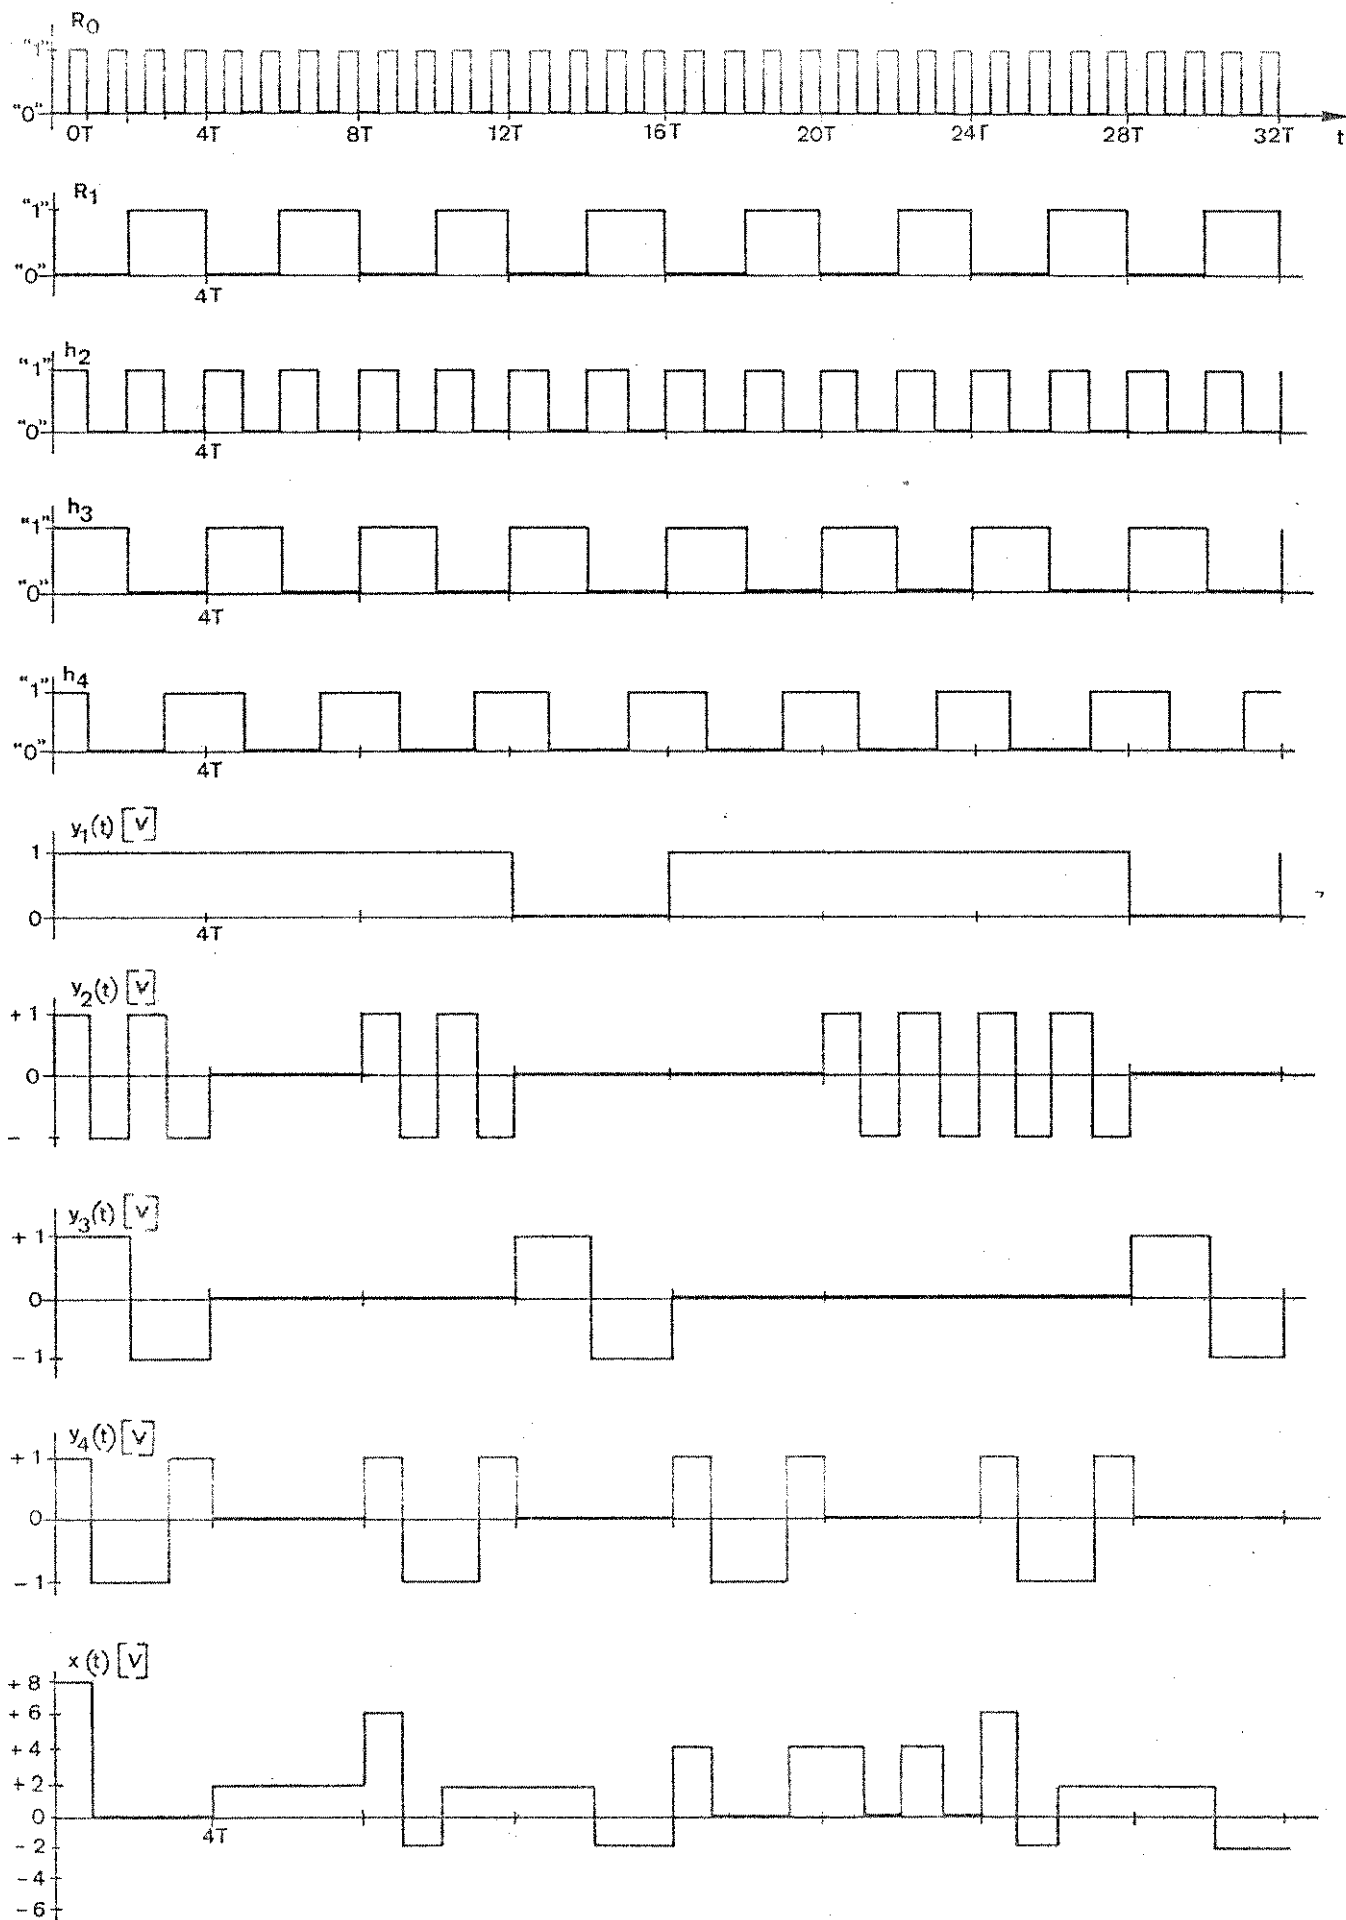 R0
"1"
"0"
0T 4T 8T 12T 16T 20T 24T 28T 32T t
R1
"1"
"0"
4T
h2
"1"
"0"
4T
h3
"1"
"0"
4T
h4
"1"
"0"
4T
y1(t) [V]
1
0
4T
y2(t) [V]
+1
0
-
y3(t) [V]
+1
0
-1
y4(t) [V]
+1
0
-1
x(t) [V]
+8
+6
+4
+2
0
4T
-2
-4
-6